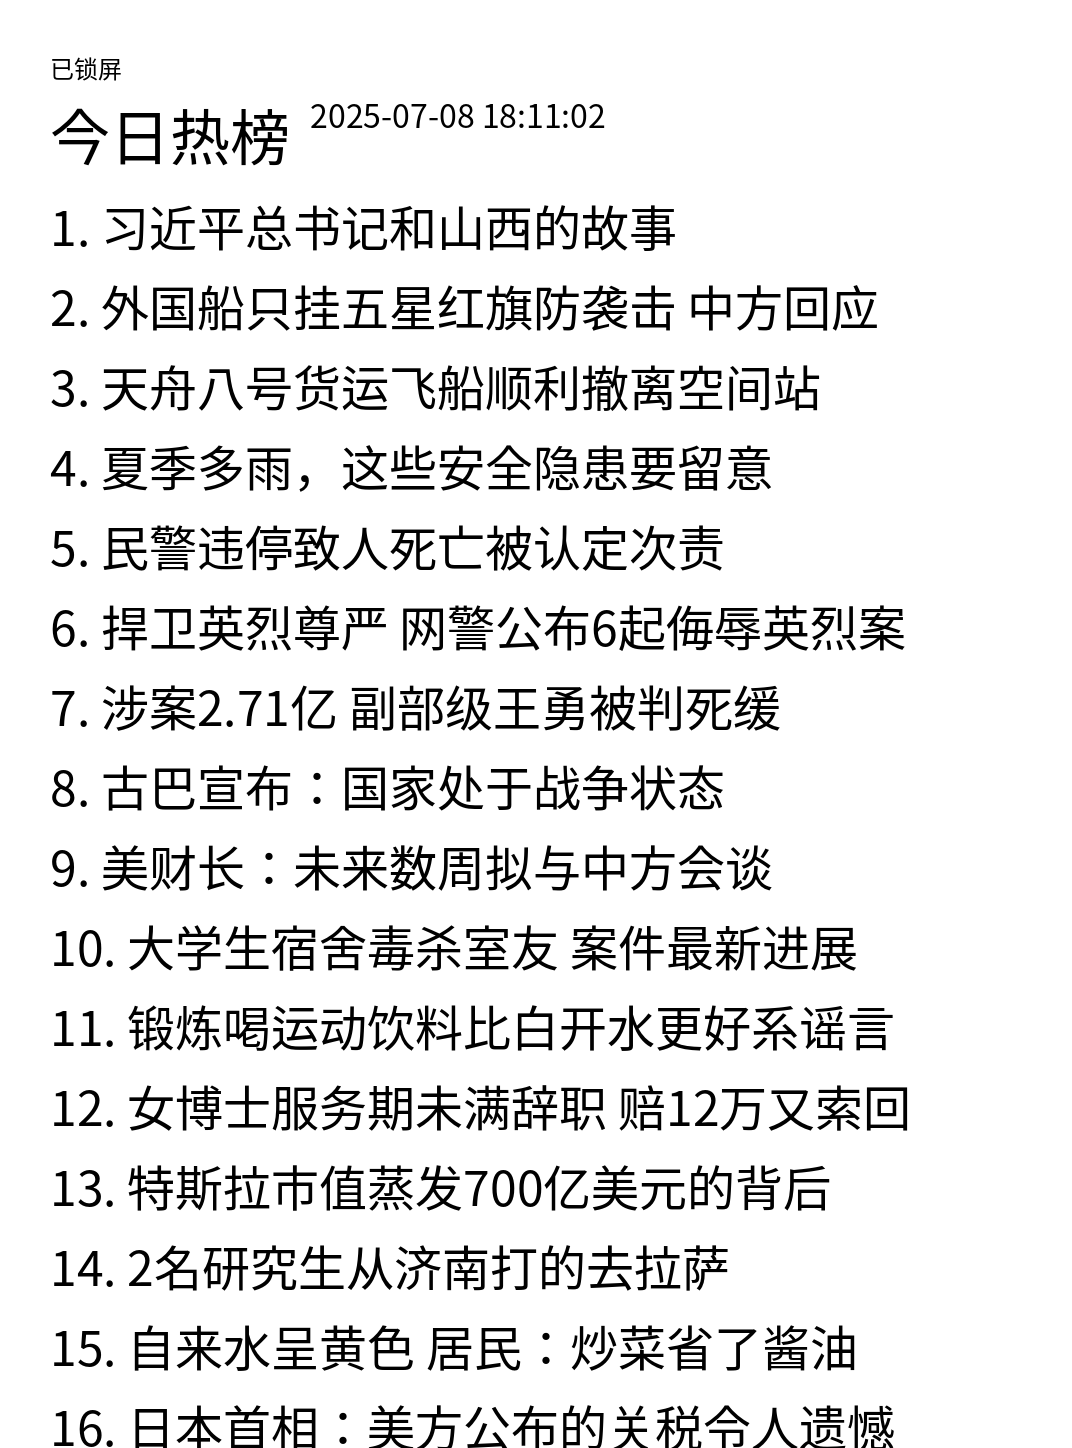 已锁屏
今日热榜 2025-07-08 18:11:02
1. 习近平总书记和山西的故事
2. 外国船只挂五星红旗防袭击 中方回应
3. 天舟八号货运飞船顺利撤离空间站
4. 夏季多雨，这些安全隐患要留意
5. 民警违停致人死亡被认定次责
6. 捍卫英烈尊严 网警公布6起侮辱英烈案
7. 涉案2.71亿 副部级王勇被判死缓
8. 古巴宣布：国家处于战争状态
9. 美财长：未来数周拟与中方会谈
10. 大学生宿舍毒杀室友 案件最新进展
11. 锻炼喝运动饮料比白开水更好系谣言
12. 女博士服务期未满辞职 赔12万又索回
13. 特斯拉市值蒸发700亿美元的背后
14. 2名研究生从济南打的去拉萨
15. 自来水呈黄色 居民：炒菜省了酱油
16. 日本首相：美方公布的关税令人遗憾